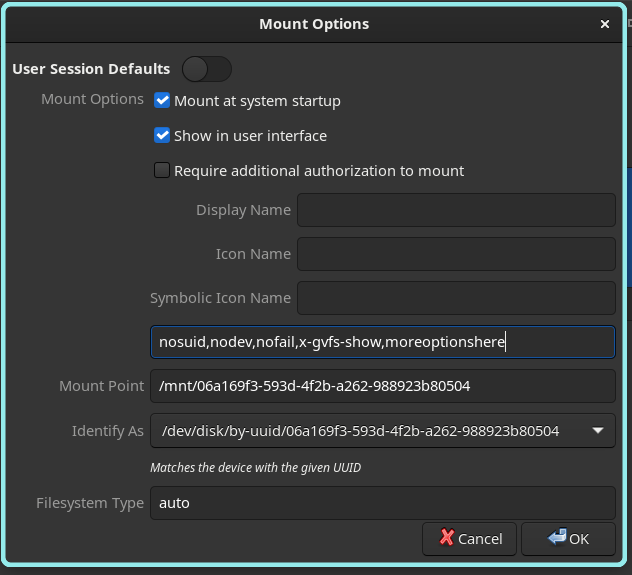 Mount Options
User Session Defaults
Mount Options
Mount at system startup
Show in user interface
Require additional authorization to mount
Display Name
Icon Name
Symbolic Icon Name
nosuid,nodev,nofail,x-gvfs-show,moreoptionshere
Mount Point /mnt/06a169f3-593d-4f2b-a262-988923b80504
Identify As /dev/disk/by-uuid/06a169f3-593d-4f2b-a262-988923b80504
Matches the device with the given UUID
Filesystem Type auto
Cancel OK